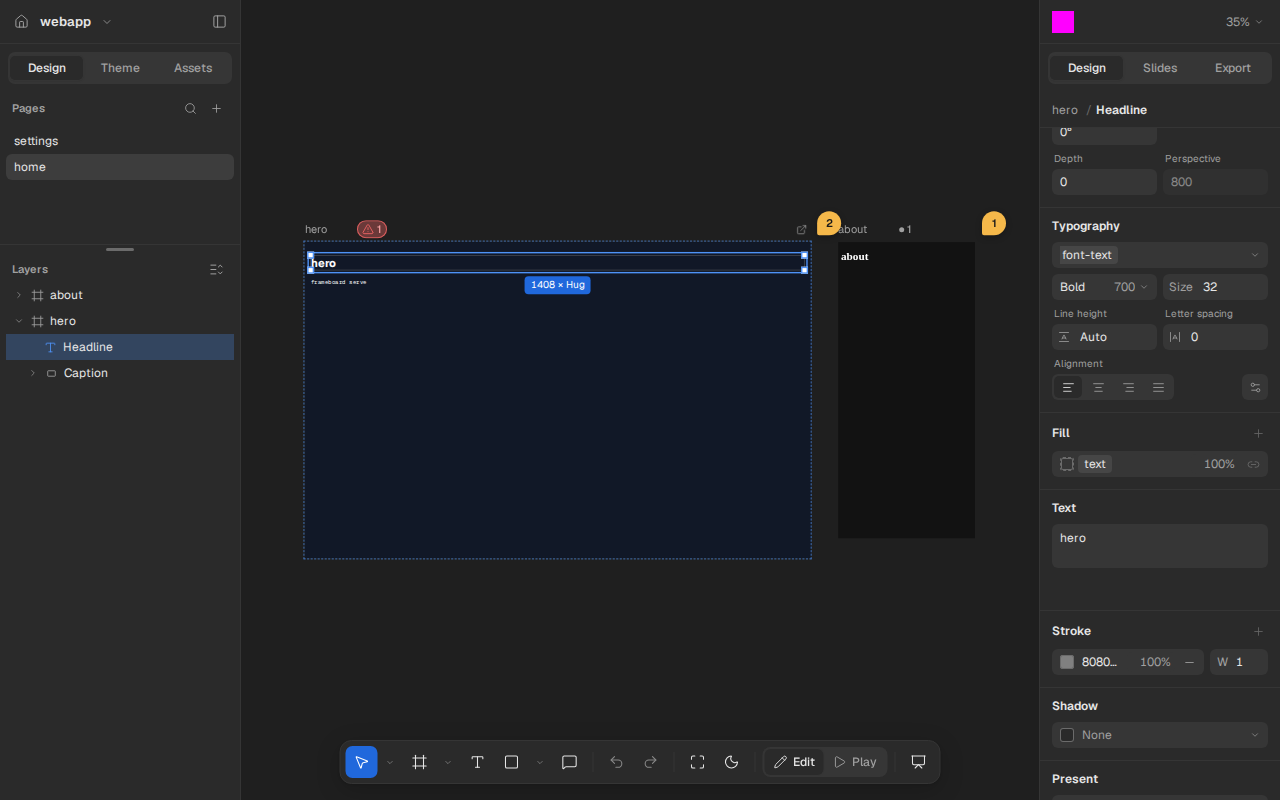 webapp
35%
Design
Theme
Assets
Design
Slides
Export
Pages
hero / Headline
settings
home
0°
Depth
Perspective
0
800
Typography
font-text
Bold 700
Size 32
Line height
Letter spacing
Auto
0
Alignment
hero
1
2
about
1
1
hero
frameboard serve
1408 × Hug
about
Layers
about
hero
Headline
Caption
Fill
text
100%
Text
hero
Stroke
8080...
100%
W 1
Shadow
None
Present
Edit
Play